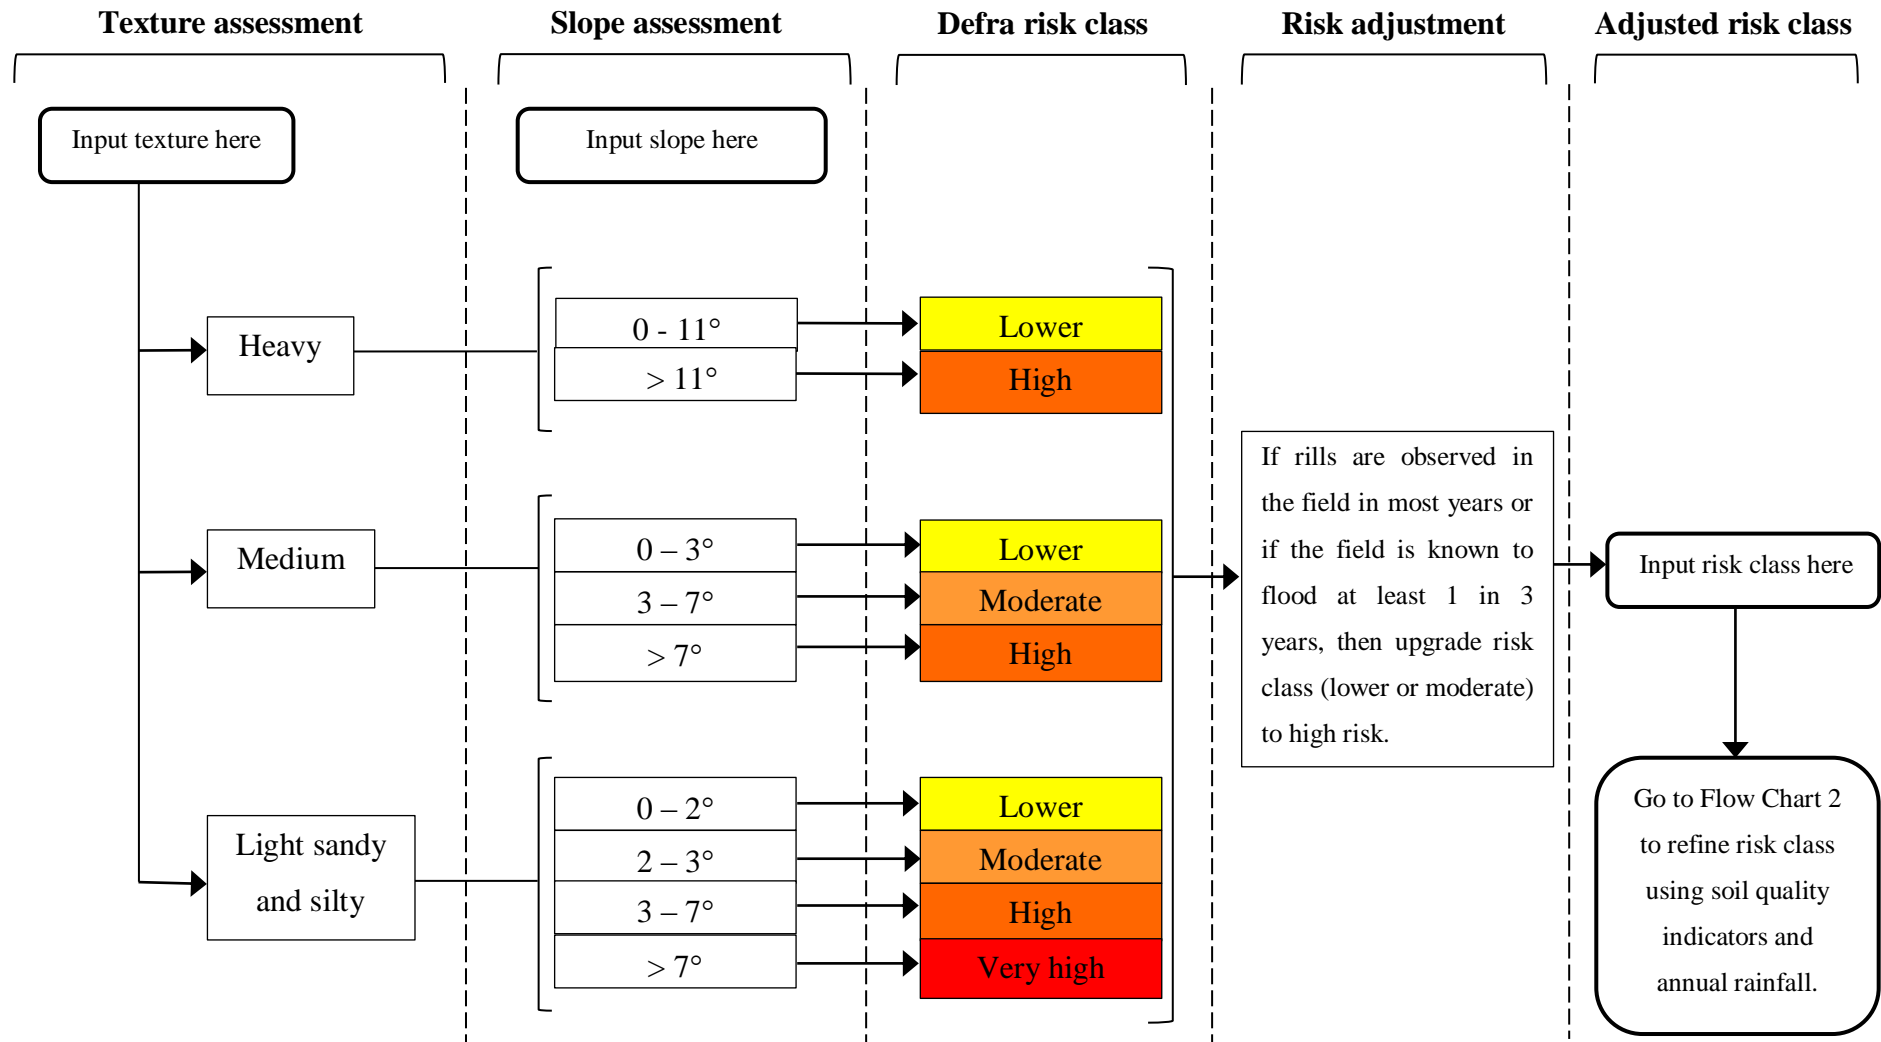 Texture assessment
Slope assessment
Defra risk class
Risk adjustment
Adjusted risk class
Input texture here
Input slope here
Heavy
0 - 11°
Lower
> 11°
High
Medium
0 – 3°
Lower
3 – 7°
Moderate
> 7°
High
Light sandy
and silty
0 – 2°
Lower
2 – 3°
Moderate
3 – 7°
High
> 7°
Very high
If rills are observed in
the field in most years or
if the field is known to
flood at least 1 in 3
years, then upgrade risk
class (lower or moderate)
to high risk.
Input risk class here
Go to Flow Chart 2
to refine risk class
using soil quality
indicators and
annual rainfall.